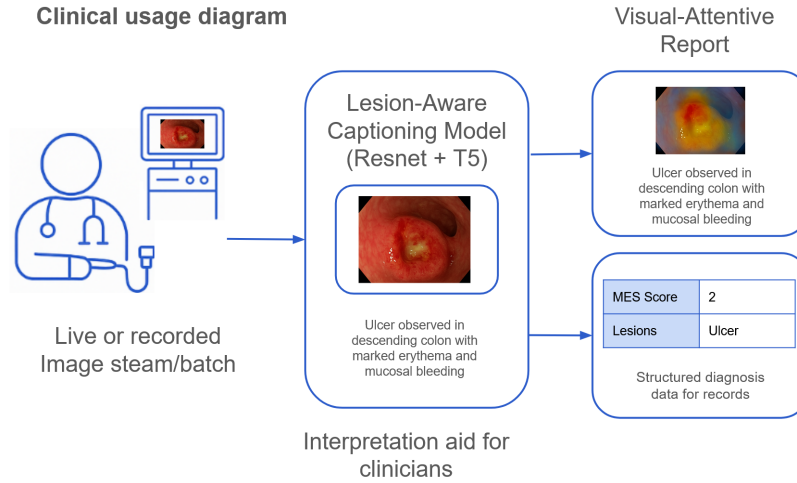 Clinical usage diagram
Visual-Attentive
Report
Lesion-Aware
Captioning Model
(Resnet + T5)
Ulcer observed in
descending colon with
marked erythema and
mucosal bleeding
Live or recorded
Image steam/batch
Ulcer observed in
descending colon with
marked erythema and
mucosal bleeding
Interpretation aid for
clinicians
MES Score 2
Lesions Ulcer
Structured diagnosis
data for records